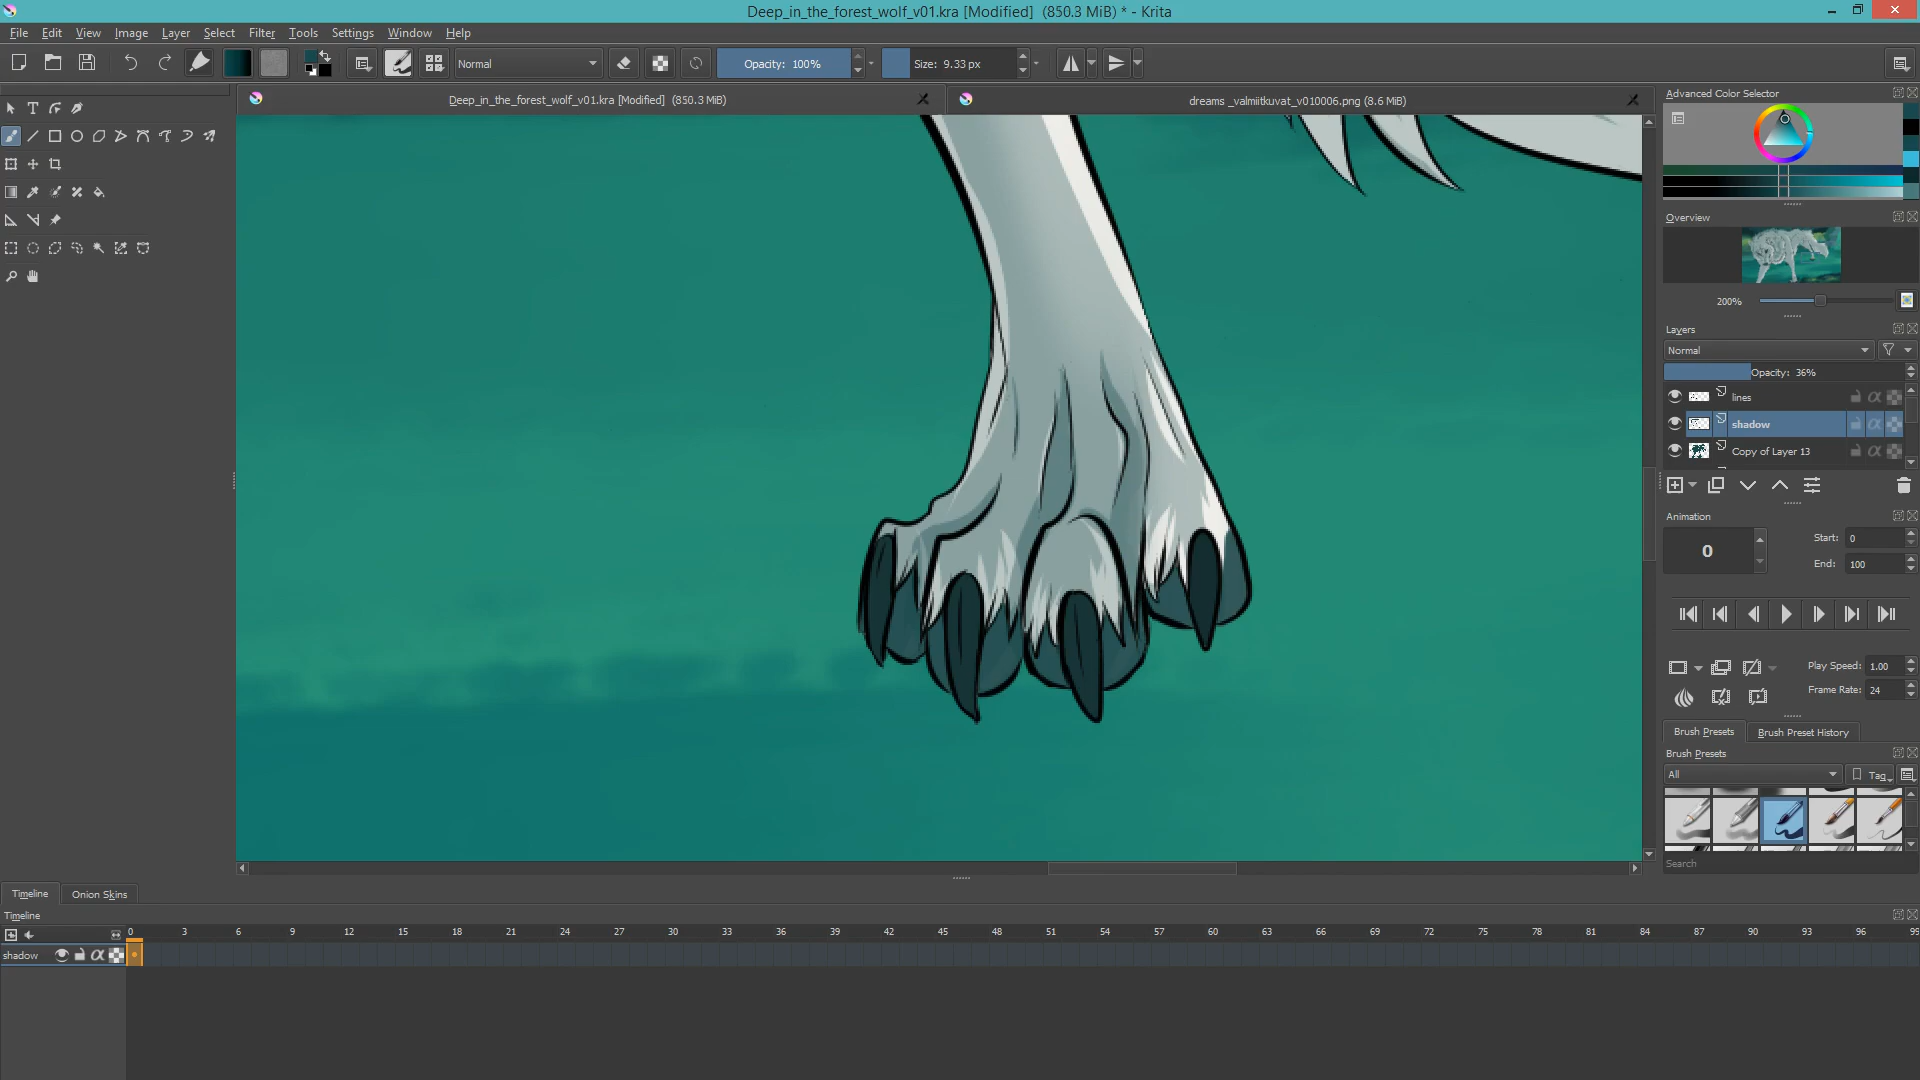 Deep_in_the_forest_wolf_v01.kra [Modified] (850.3 MiB) * - Krita
File Edit View Image Layer Select Filter Tools Settings Window Help
Normal Opacity: 100% Size: 9.33 px
Deep_in_the_forest_wolf_v01.kra [Modified] (850.3 MiB)
dreams _valmiitkuvat_v010006.png (8.6 MiB)
Advanced Color Selector
Overview
200%
Layers
Normal
Opacity: 36%
lines
shadow
Copy of Layer 13
Animation
0
Start: 0
End: 100
Play Speed: 1.00
Frame Rate: 24
Brush Presets Brush Preset History
Brush Presets
All Tag
Search
Timeline Onion Skins
Timeline
0 3 6 9 12 15 18 21 24 27 30 33 36 39 42 45 48 51 54 57 60 63 66 69 72 75 78 81 84 87 90 93 96 99
shadow